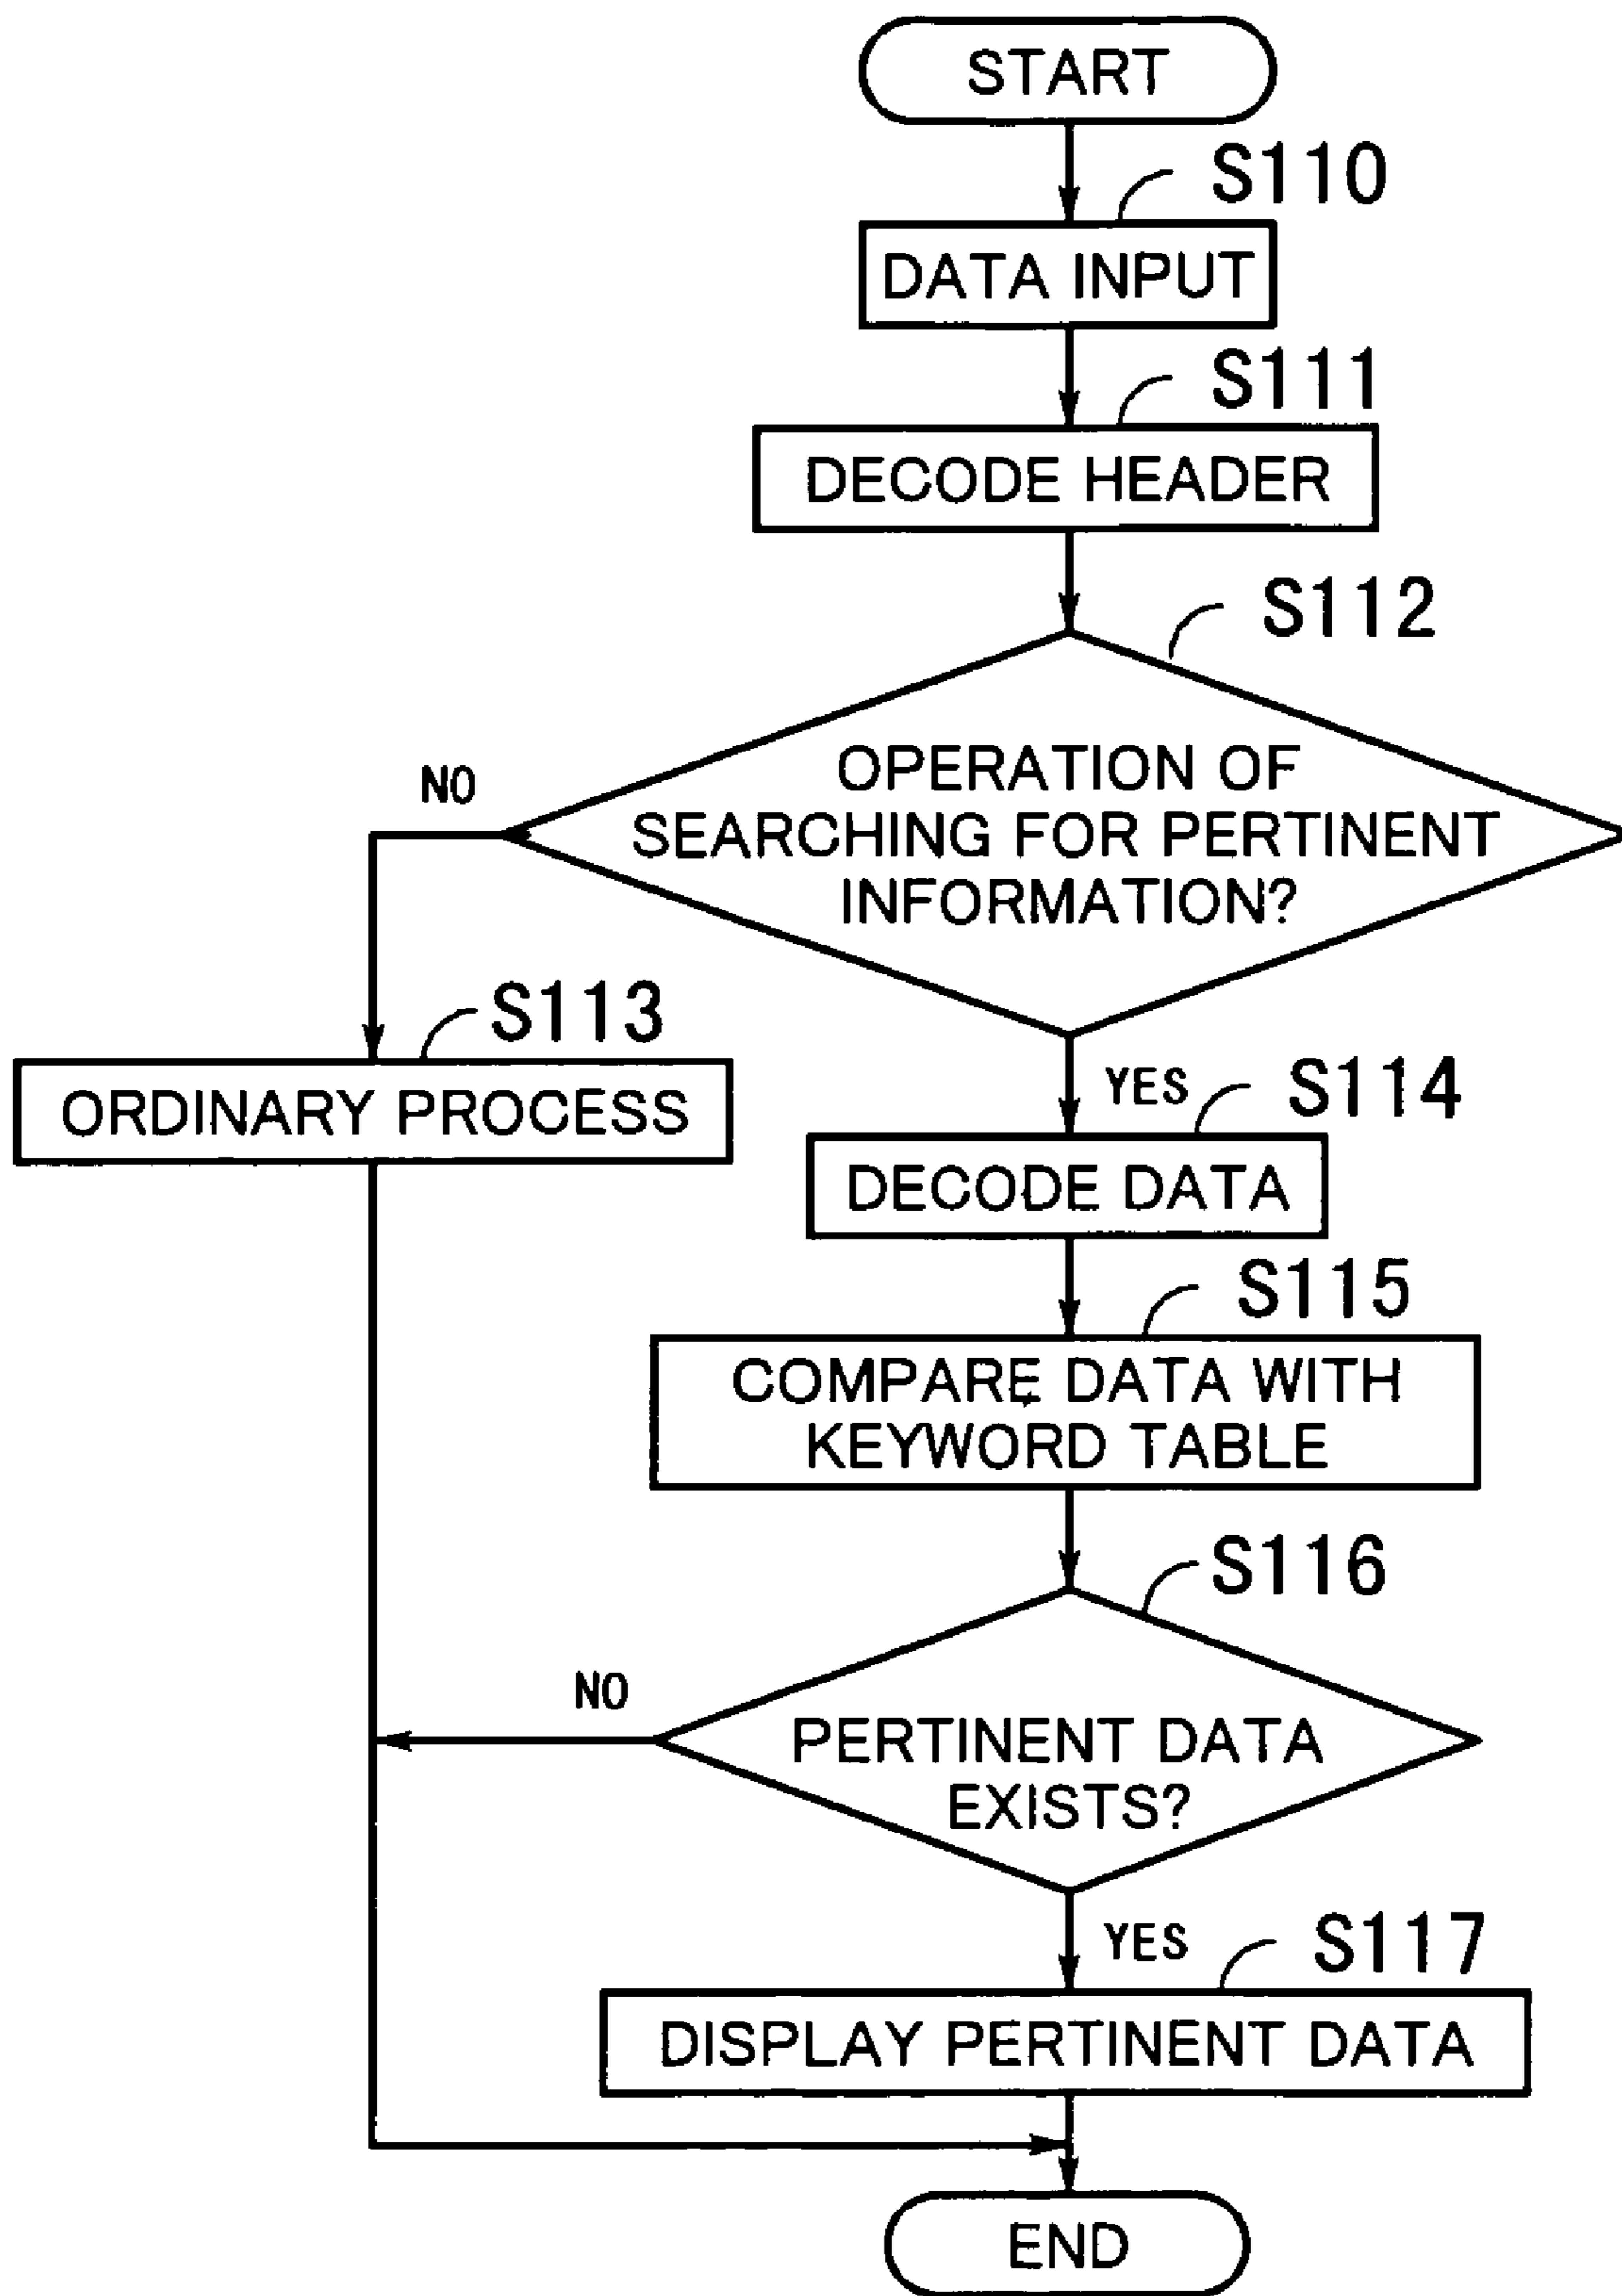 START
S110
DATA INPUT
S111
DECODE HEADER
S112
OPERATION OF
SEARCHING FOR PERTINENT
INFORMATION?
NO
S113
ORDINARY PROCESS
YES
S114
DECODE DATA
S115
COMPARE DATA WITH
KEYWORD TABLE
S116
NO
PERTINENT DATA
EXISTS?
YES
S117
DISPLAY PERTINENT DATA
END